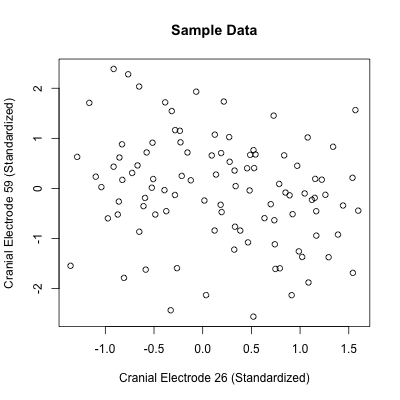 Sample Data
Cranial Electrode 59 (Standardized)
2
1
0
-1
-2
-1.0 -0.5 0.0 0.5 1.0 1.5
Cranial Electrode 26 (Standardized)